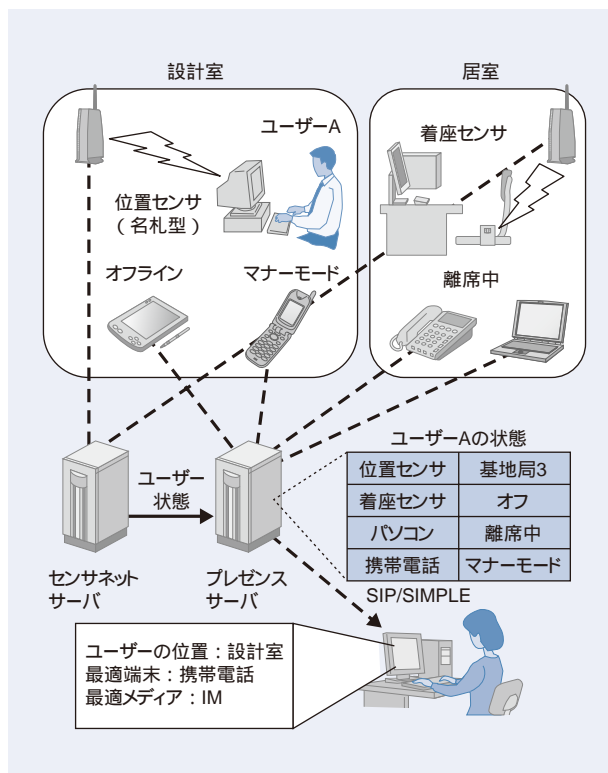 設計室
居室
ユーザーA
着座センサ
位置センサ
(名札型)
オフライン
マナーモード
離席中
ユーザーAの状態
位置センサ 基地局3
着座センサ オフ
パソコン 離席中
携帯電話 マナーモード
ユーザー
状態
センサネット
サーバ
プレゼンス
サーバ
SIP/SIMPLE
ユーザーの位置:設計室
最適端末:携帯電話
最適メディア:IM